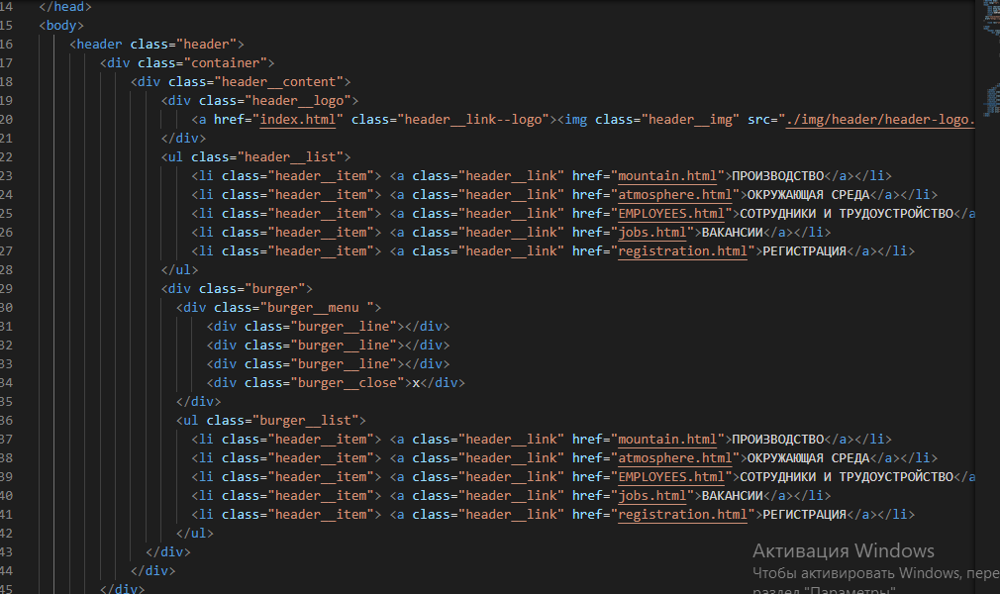 14 </head>
15 <body>
16 <header class="header">
17 <div class="container">
18 <div class="header__content">
19 <div class="header__logo">
20 <a href="index.html" class="header__link--logo"><img class="header__img" src="./img/header/header-logo.
21 </div>
22 <ul class="header__list">
23 <li class="header__item"> <a class="header__link" href="mountain.html">ПРОИЗВОДСТВО</a></li>
24 <li class="header__item"> <a class="header__link" href="atmosphere.html">ОКРУЖАЮЩАЯ СРЕДА</a></li>
25 <li class="header__item"> <a class="header__link" href="EMPLOYEES.html">СОТРУДНИКИ И ТРУДОУСТРОЙСТВО</a
26 <li class="header__item"> <a class="header__link" href="jobs.html">ВАКАНСИИ</a></li>
27 <li class="header__item"> <a class="header__link" href="registration.html">РЕГИСТРАЦИЯ</a></li>
28 </ul>
29 <div class="burger">
30 <div class="burger__menu ">
31 <div class="burger__line"></div>
32 <div class="burger__line"></div>
33 <div class="burger__line"></div>
34 <div class="burger__close">x</div>
35 </div>
36 <ul class="burger__list">
37 <li class="header__item"> <a class="header__link" href="mountain.html">ПРОИЗВОДСТВО</a></li>
38 <li class="header__item"> <a class="header__link" href="atmosphere.html">ОКРУЖАЮЩАЯ СРЕДА</a></li>
39 <li class="header__item"> <a class="header__link" href="EMPLOYEES.html">СОТРУДНИКИ И ТРУДОУСТРОЙСТВО</a
40 <li class="header__item"> <a class="header__link" href="jobs.html">ВАКАНСИИ</a></li>
41 <li class="header__item"> <a class="header__link" href="registration.html">РЕГИСТРАЦИЯ</a></li>
42 </ul>
43 </div>
44 </div>
45 </div>
Активация Windows
Чтобы активировать Windows, пере
раздел "Параметры".